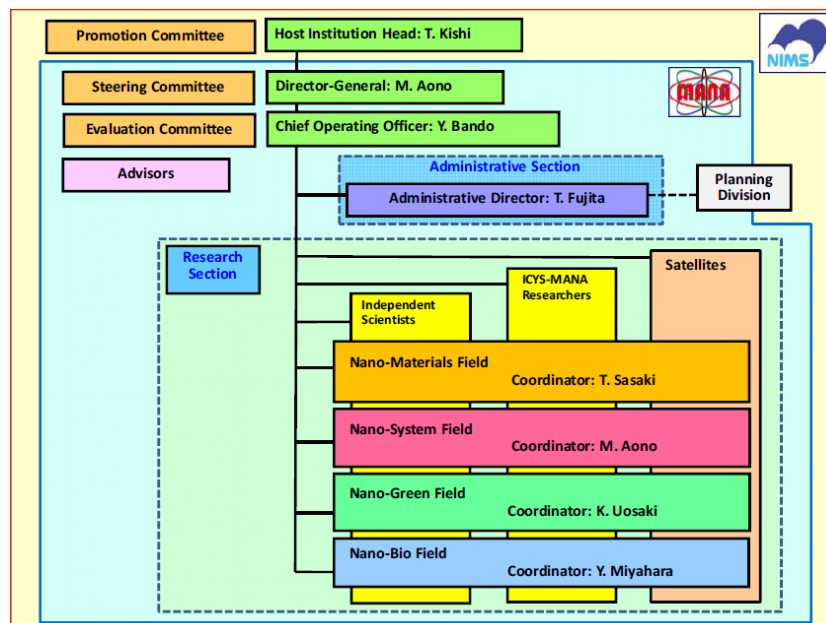 Promotion Committee
Host Institution Head: T. Kishi
NIMS
Steering Committee
Director-General: M. Aono
MANA
Evaluation Committee
Chief Operating Officer: Y. Bando
Advisors
Administrative Section
Administrative Director: T. Fujita
Planning
Division
Research
Section
Satellites
ICYS-MANA
Researchers
Independent
Scientists
Nano-Materials Field
Coordinator: T. Sasaki
Nano-System Field
Coordinator: M. Aono
Nano-Green Field
Coordinator: K. Uosaki
Nano-Bio Field
Coordinator: Y. Miyahara